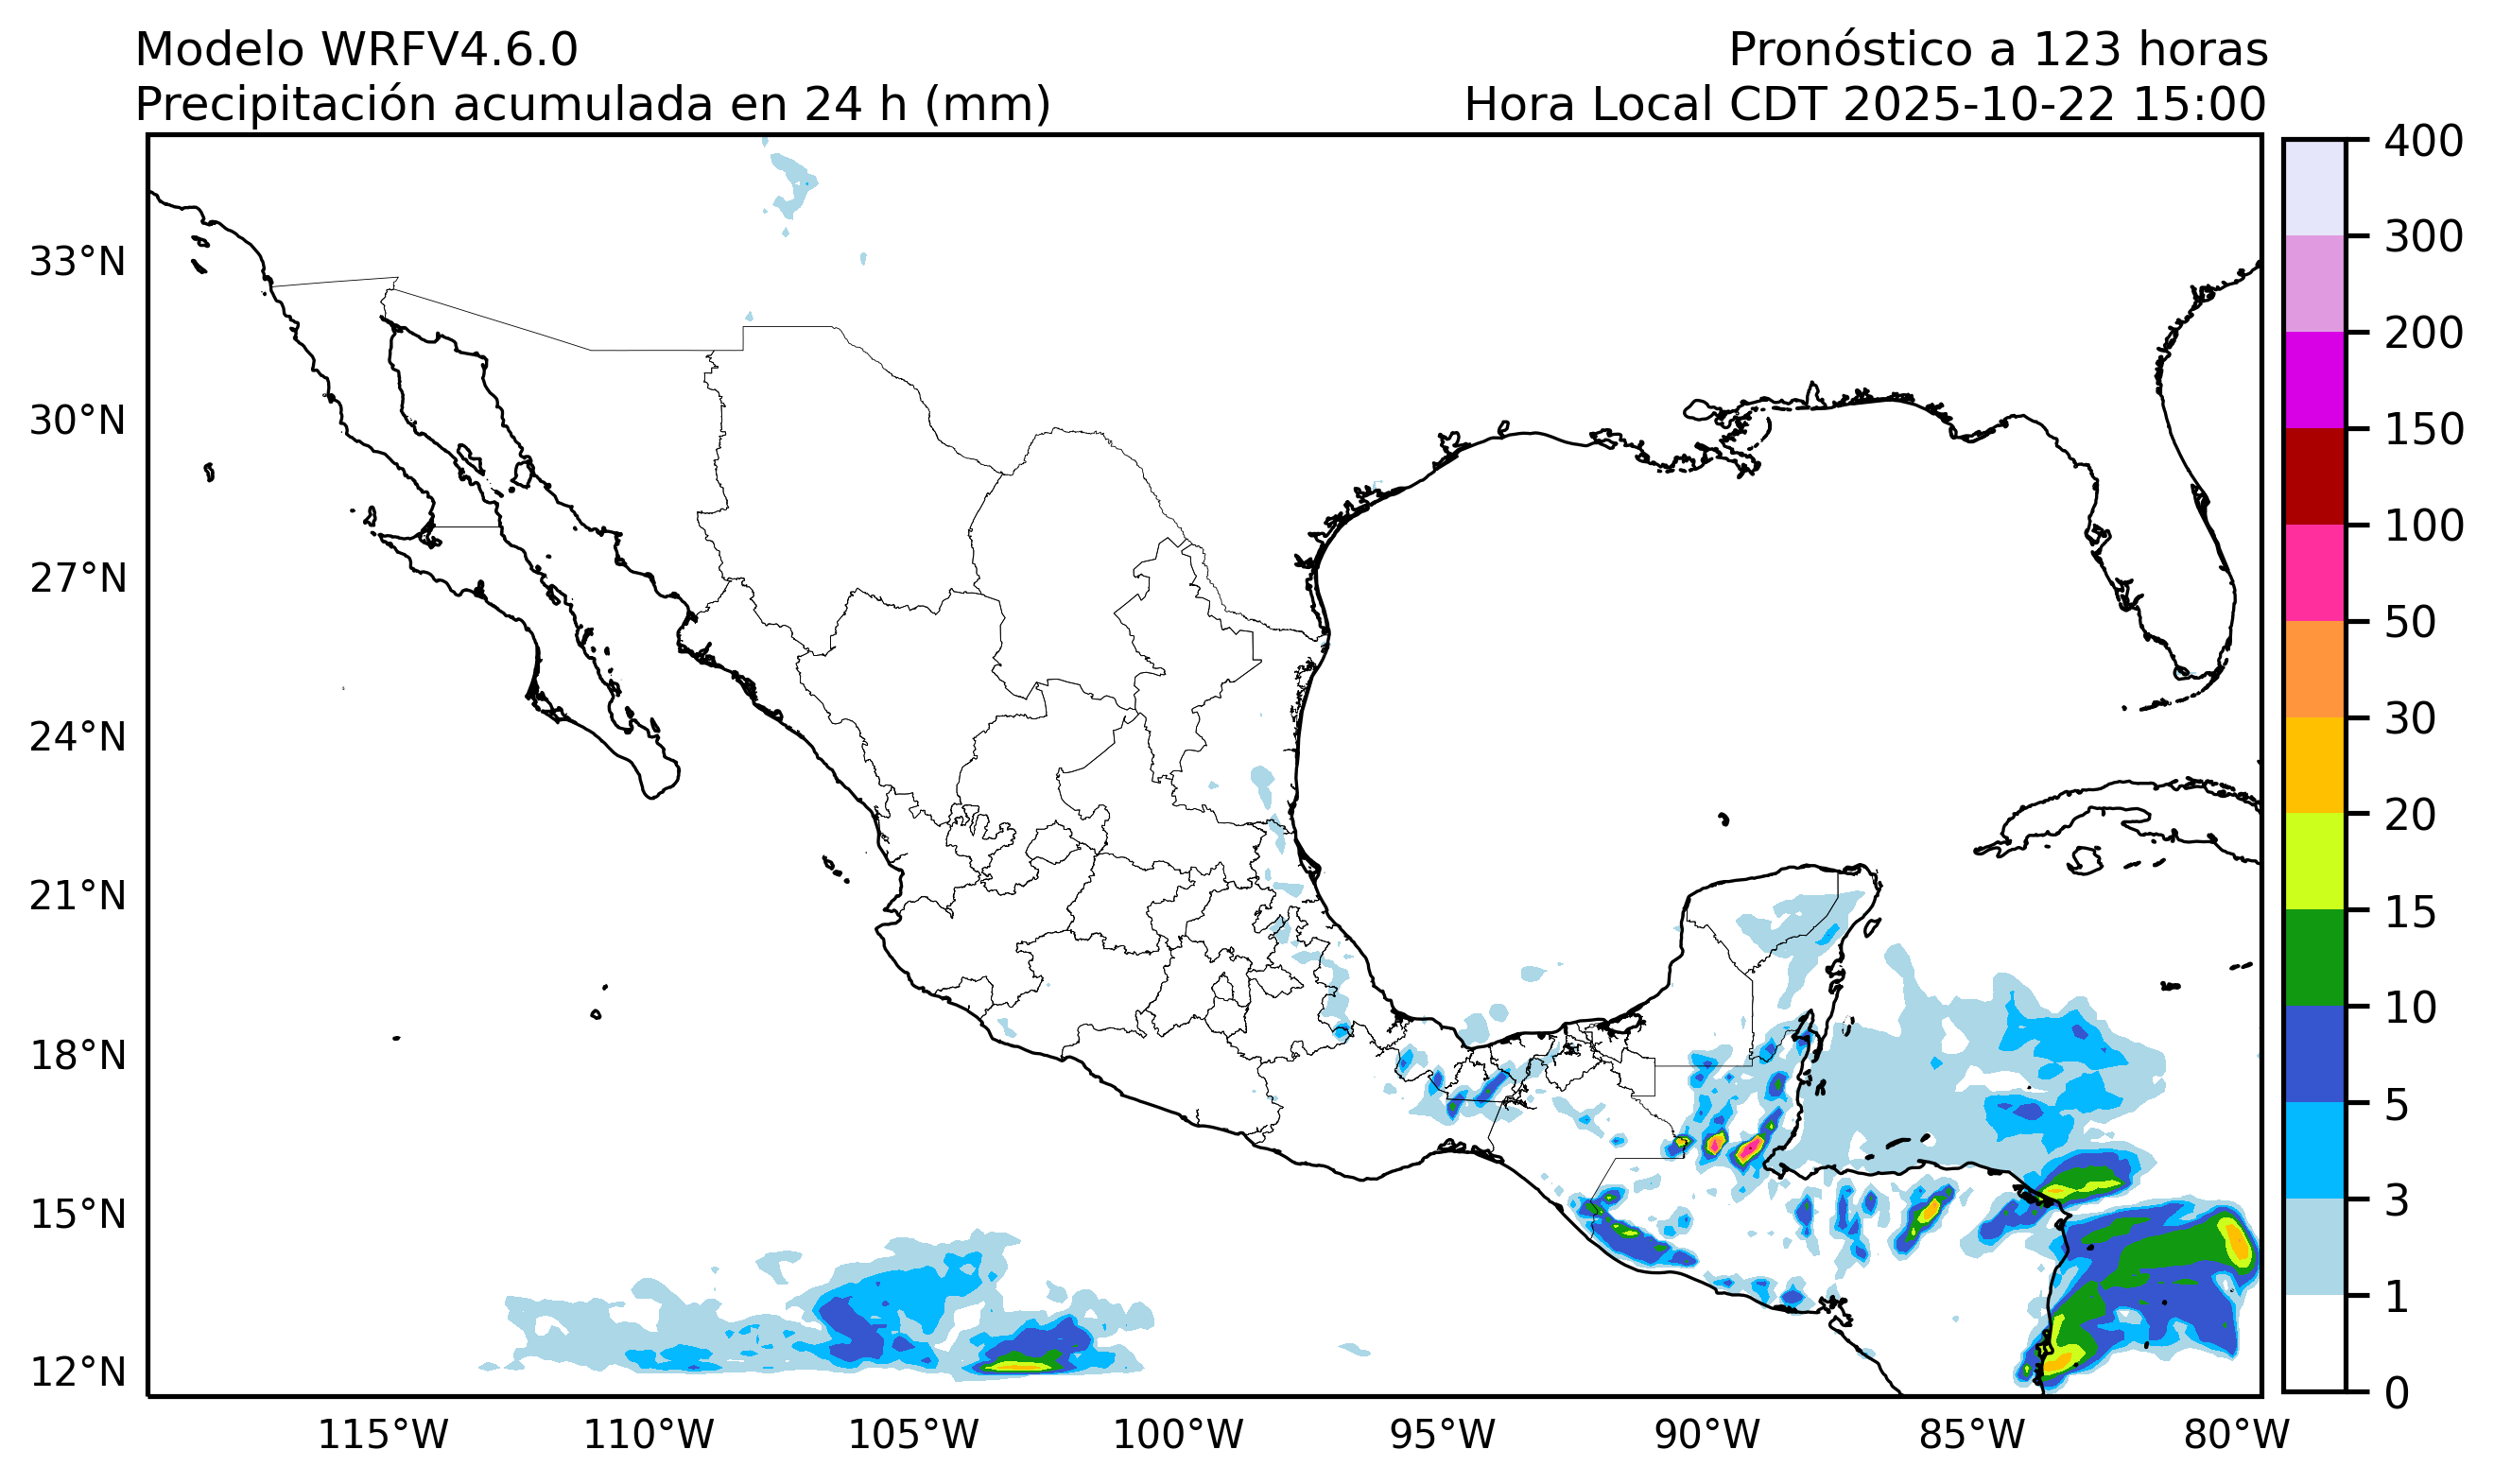 Modelo WRFV4.6.0
Pronóstico a 123 horas
Precipitación acumulada en 24 h (mm)
Hora Local CDT 2025-10-22 15:00
33°N
30°N
27°N
24°N
21°N
18°N
15°N
12°N
115°W
110°W
105°W
100°W
95°W
90°W
85°W
80°W
400
300
200
150
100
50
30
20
15
10
5
3
1
0